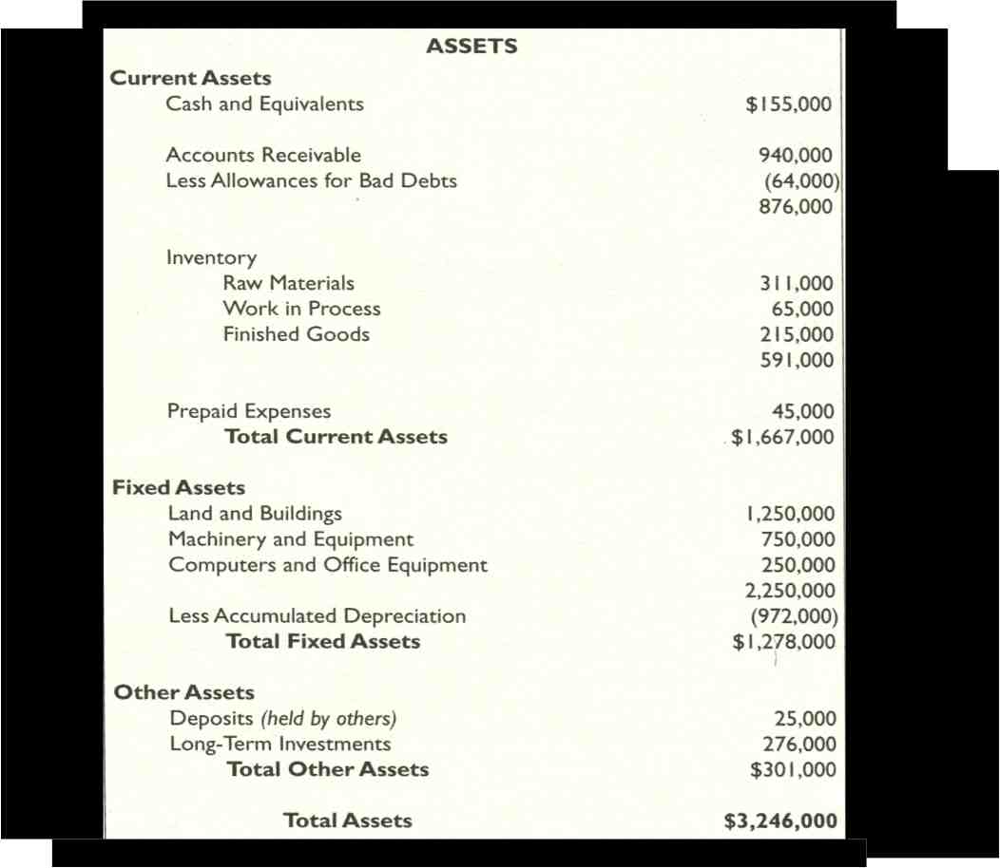 ASSETS
Current Assets
Cash and Equivalents $155,000
Accounts Receivable 940,000
Less Allowances for Bad Debts (64,000)
876,000
Inventory
Raw Materials 311,000
Work in Process 65,000
Finished Goods 215,000
591,000
Prepaid Expenses 45,000
Total Current Assets $1,667,000
Fixed Assets
Land and Buildings 1,250,000
Machinery and Equipment 750,000
Computers and Office Equipment 250,000
2,250,000
Less Accumulated Depreciation (972,000)
Total Fixed Assets $1,278,000
Other Assets
Deposits (held by others) 25,000
Long-Term Investments 276,000
Total Other Assets $301,000
Total Assets $3,246,000